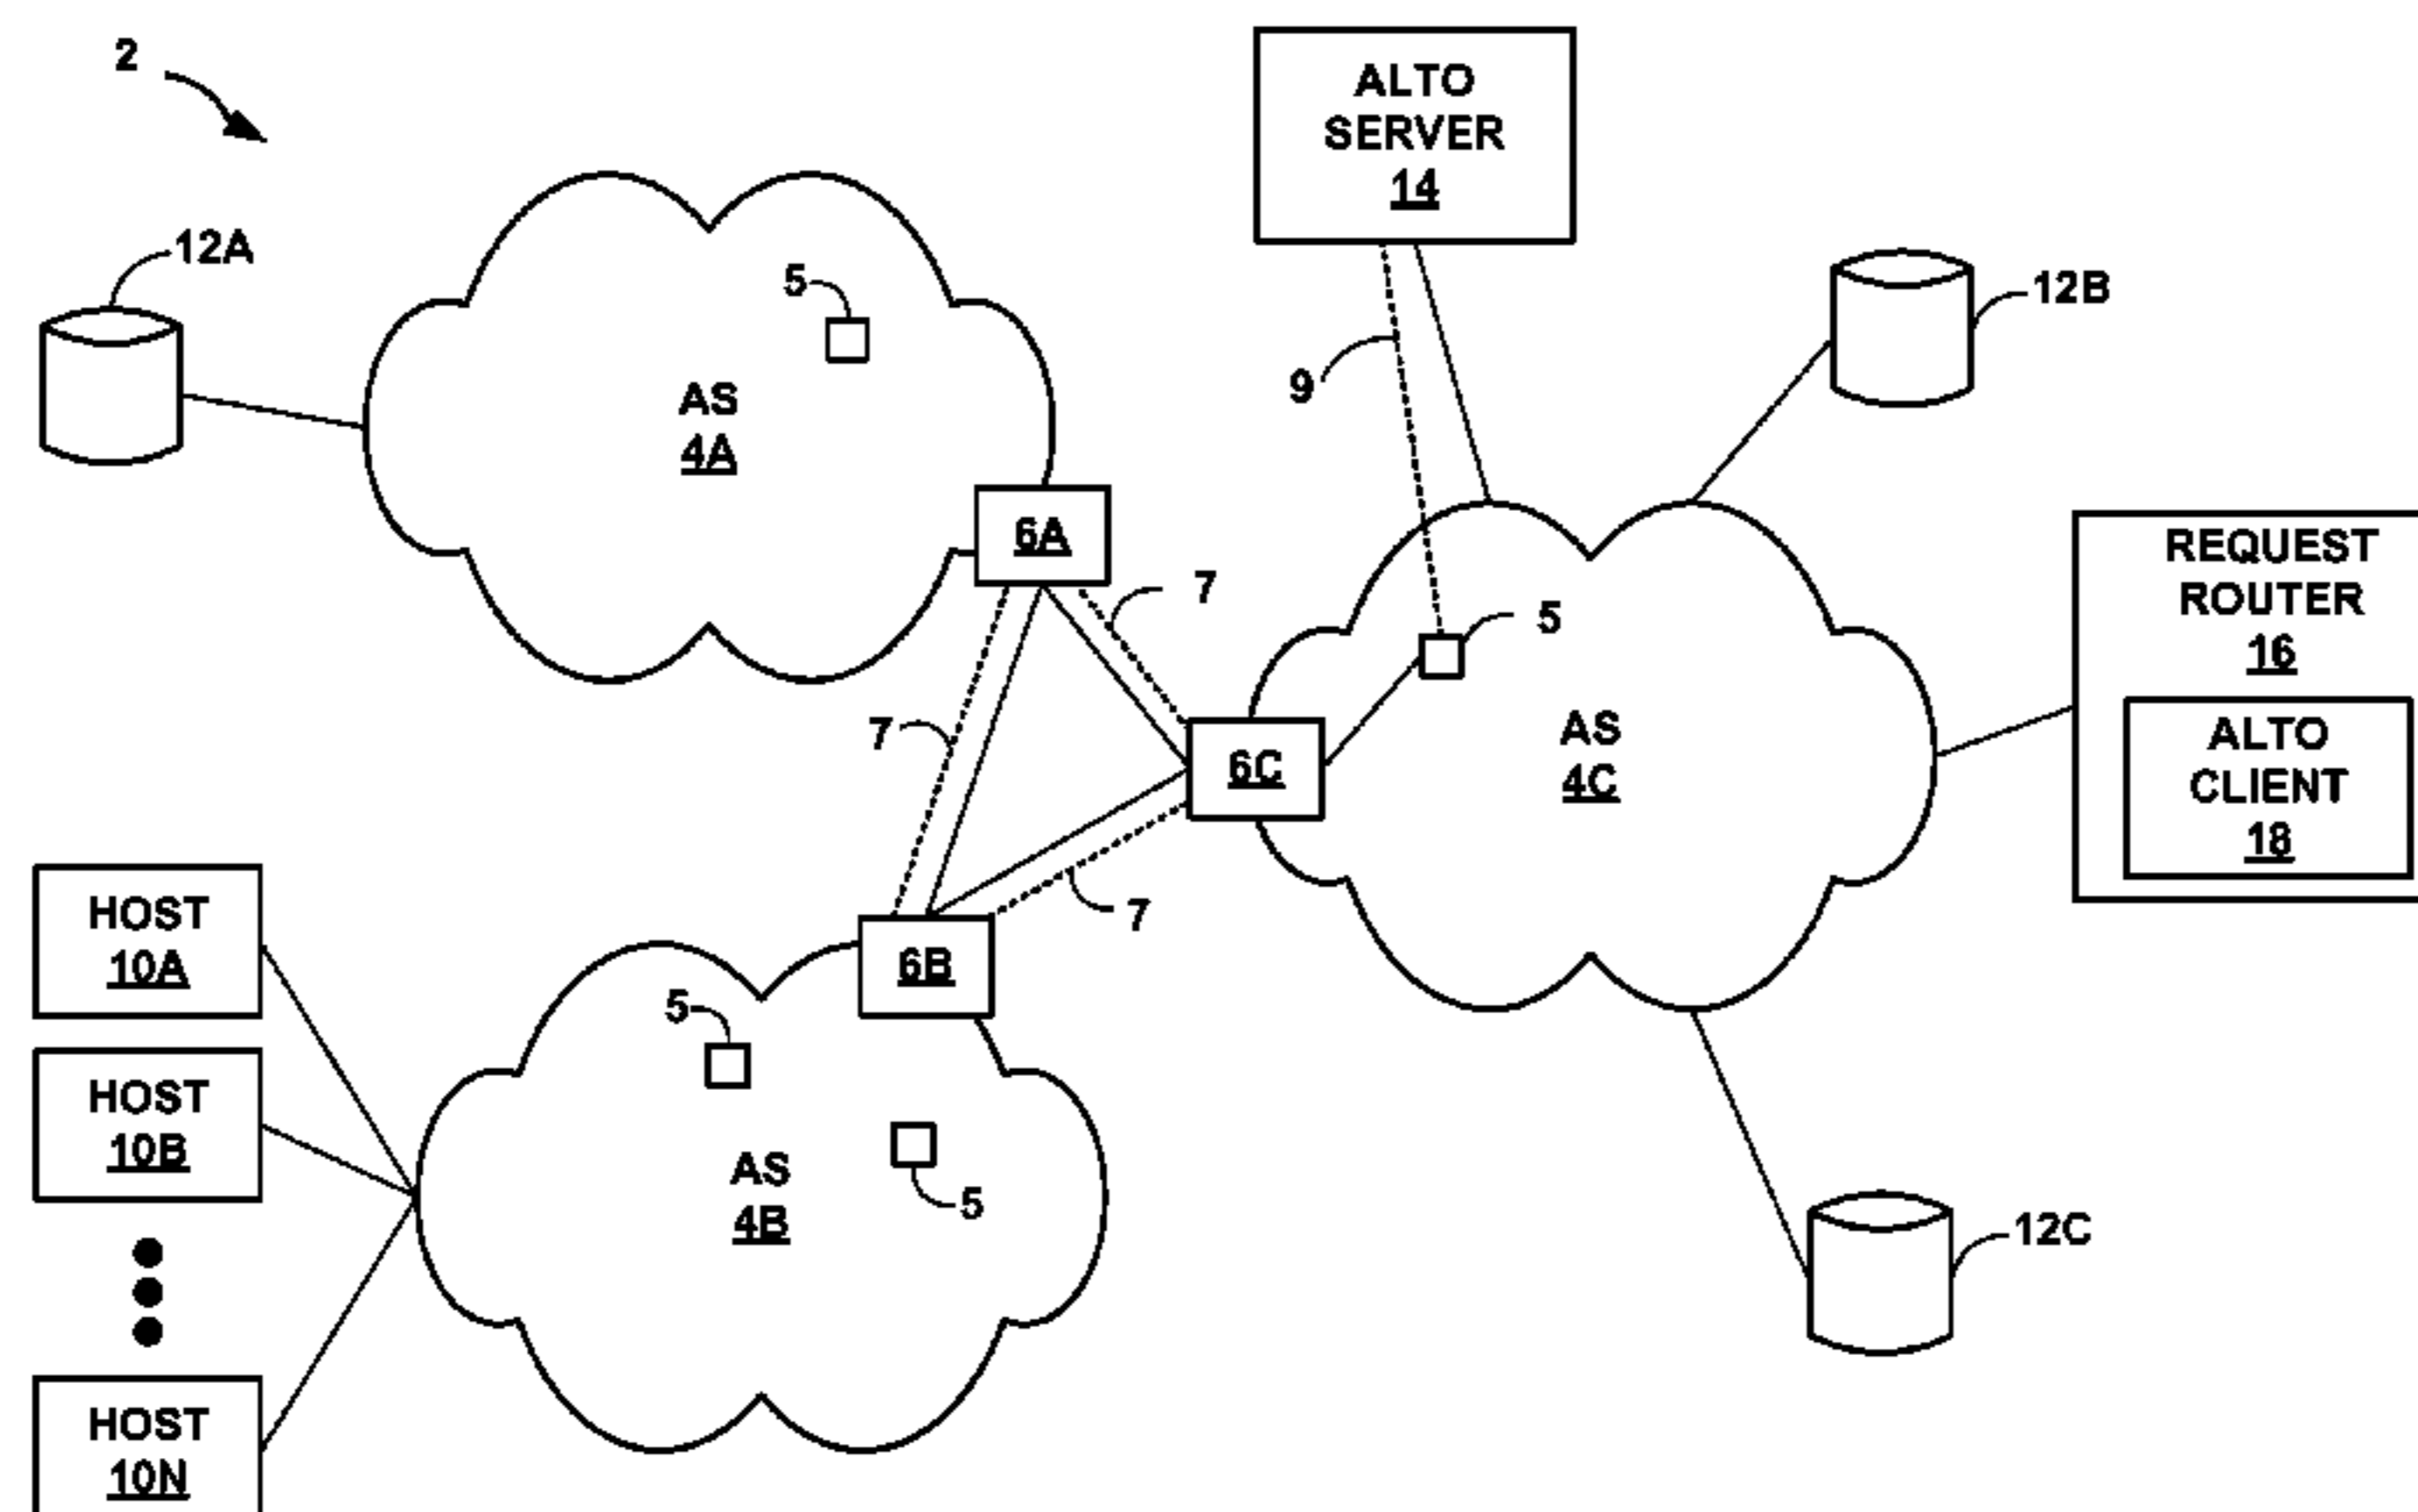 2
ALTO
SERVER
14
12A
12B
5
9
AS
4A
6A
REQUEST
ROUTER
16
7
5
7
AS
4C
6C
ALTO
CLIENT
18
HOST
10A
7
6B
5
HOST
10B
AS
4B
5
12C
HOST
10N